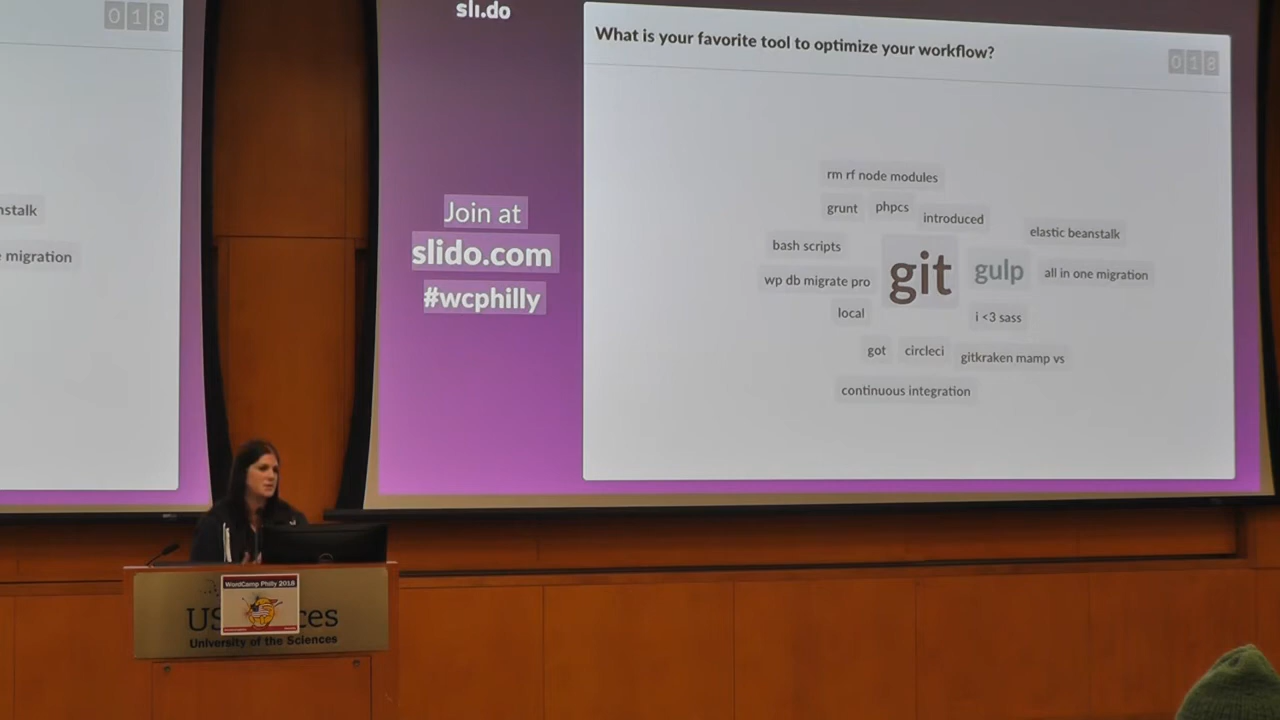 018
nstalk
migration
sli.do
Join at
slido.com
#wcphilly
What is your favorite tool to optimize your workflow?
018
rm rf node modules
grunt
phpcs
introduced
elastic beanstalk
bash scripts
git
gulp
all in one migration
wp db migrate pro
local
i <3 sass
got
circleci
gitkraken mamp vs
continuous integration
WordCamp Philly 2018
US
ces
University of the Sciences